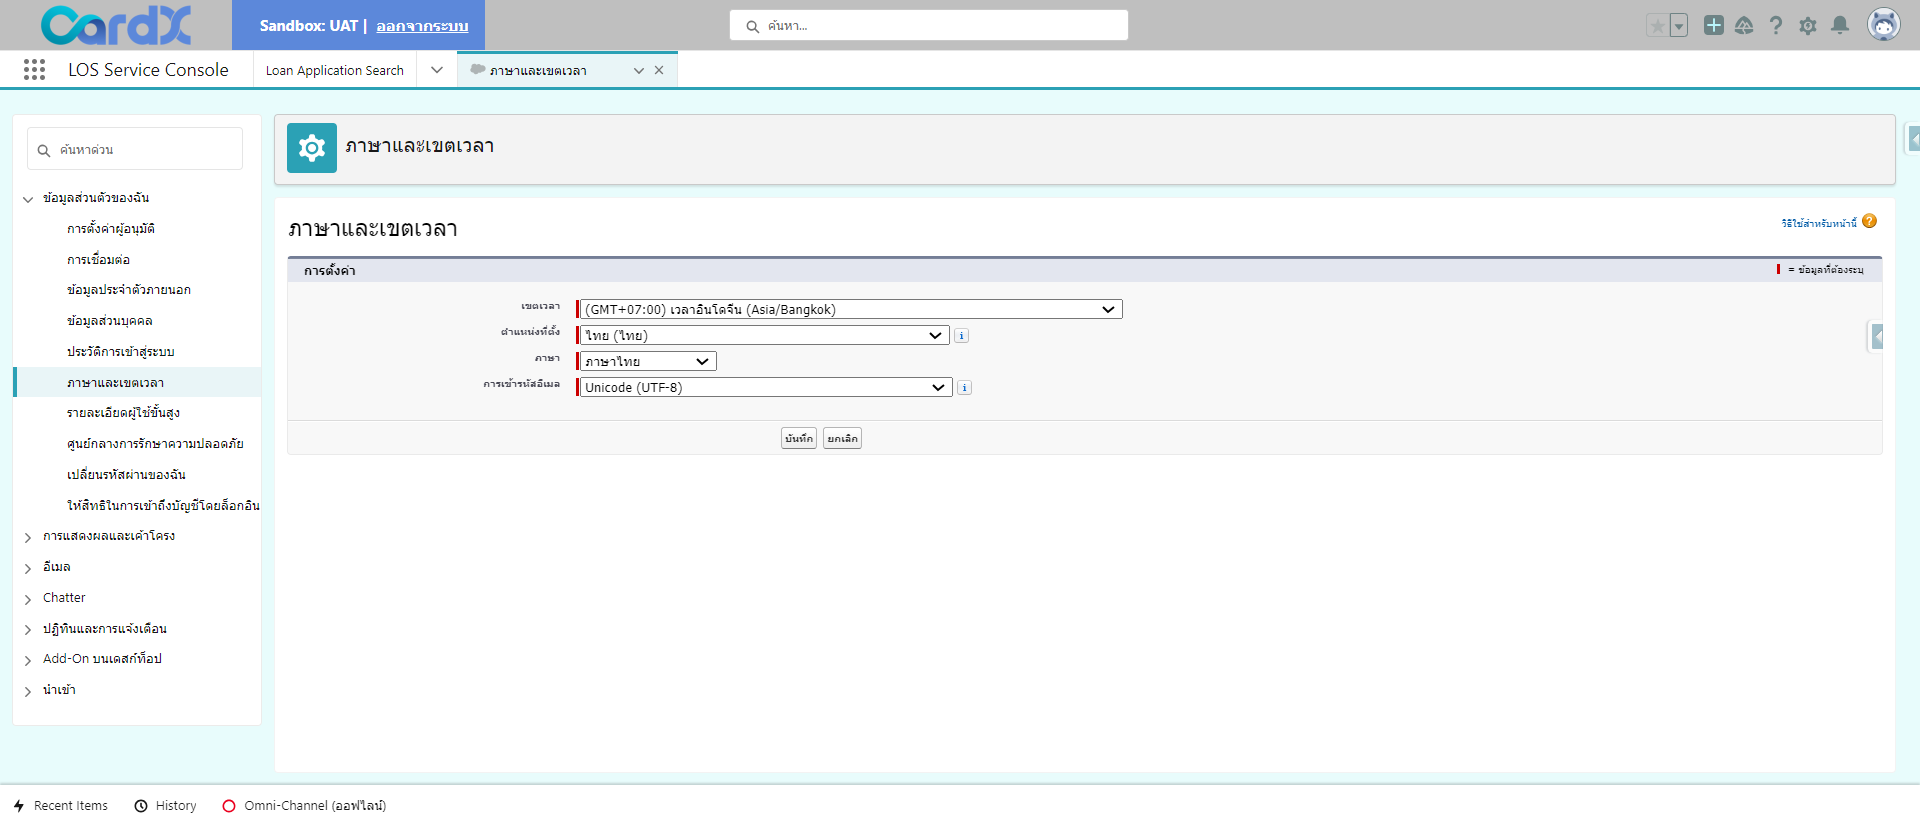 CardX
Sandbox: UAT | ออกจากระบบ
ค้นหา...
LOS Service Console
Loan Application Search
ภาษาและเขตเวลา
ค้นหาด่วน
ข้อมูลส่วนตัวของฉัน
การตั้งค่าผู้อนุมัติ
การเชื่อมต่อ
ข้อมูลประจำตัวภายนอก
ข้อมูลส่วนบุคคล
ประวัติการเข้าสู่ระบบ
ภาษาและเขตเวลา
รายละเอียดผู้ใช้ขั้นสูง
ศูนย์กลางการรักษาความปลอดภัย
เปลี่ยนรหัสผ่านของฉัน
ให้สิทธิในการเข้าถึงบัญชีโดยล็อกอิน
การแสดงผลและเค้าโครง
อีเมล
Chatter
ปฏิทินและการแจ้งเตือน
Add-On บนเดสก์ท็อป
นำเข้า
ภาษาและเขตเวลา
ภาษาและเขตเวลา
วิธีใช้สำหรับหน้านี้
การตั้งค่า
= ข้อมูลที่ต้องระบุ
เขตเวลา (GMT+07:00) เวลาอินโดจีน (Asia/Bangkok)
ตำแหน่งที่ตั้ง ไทย (ไทย)
ภาษา ภาษาไทย
การเข้ารหัสอีเมล Unicode (UTF-8)
บันทึก ยกเลิก
Recent Items
History
Omni-Channel (ออฟไลน์)